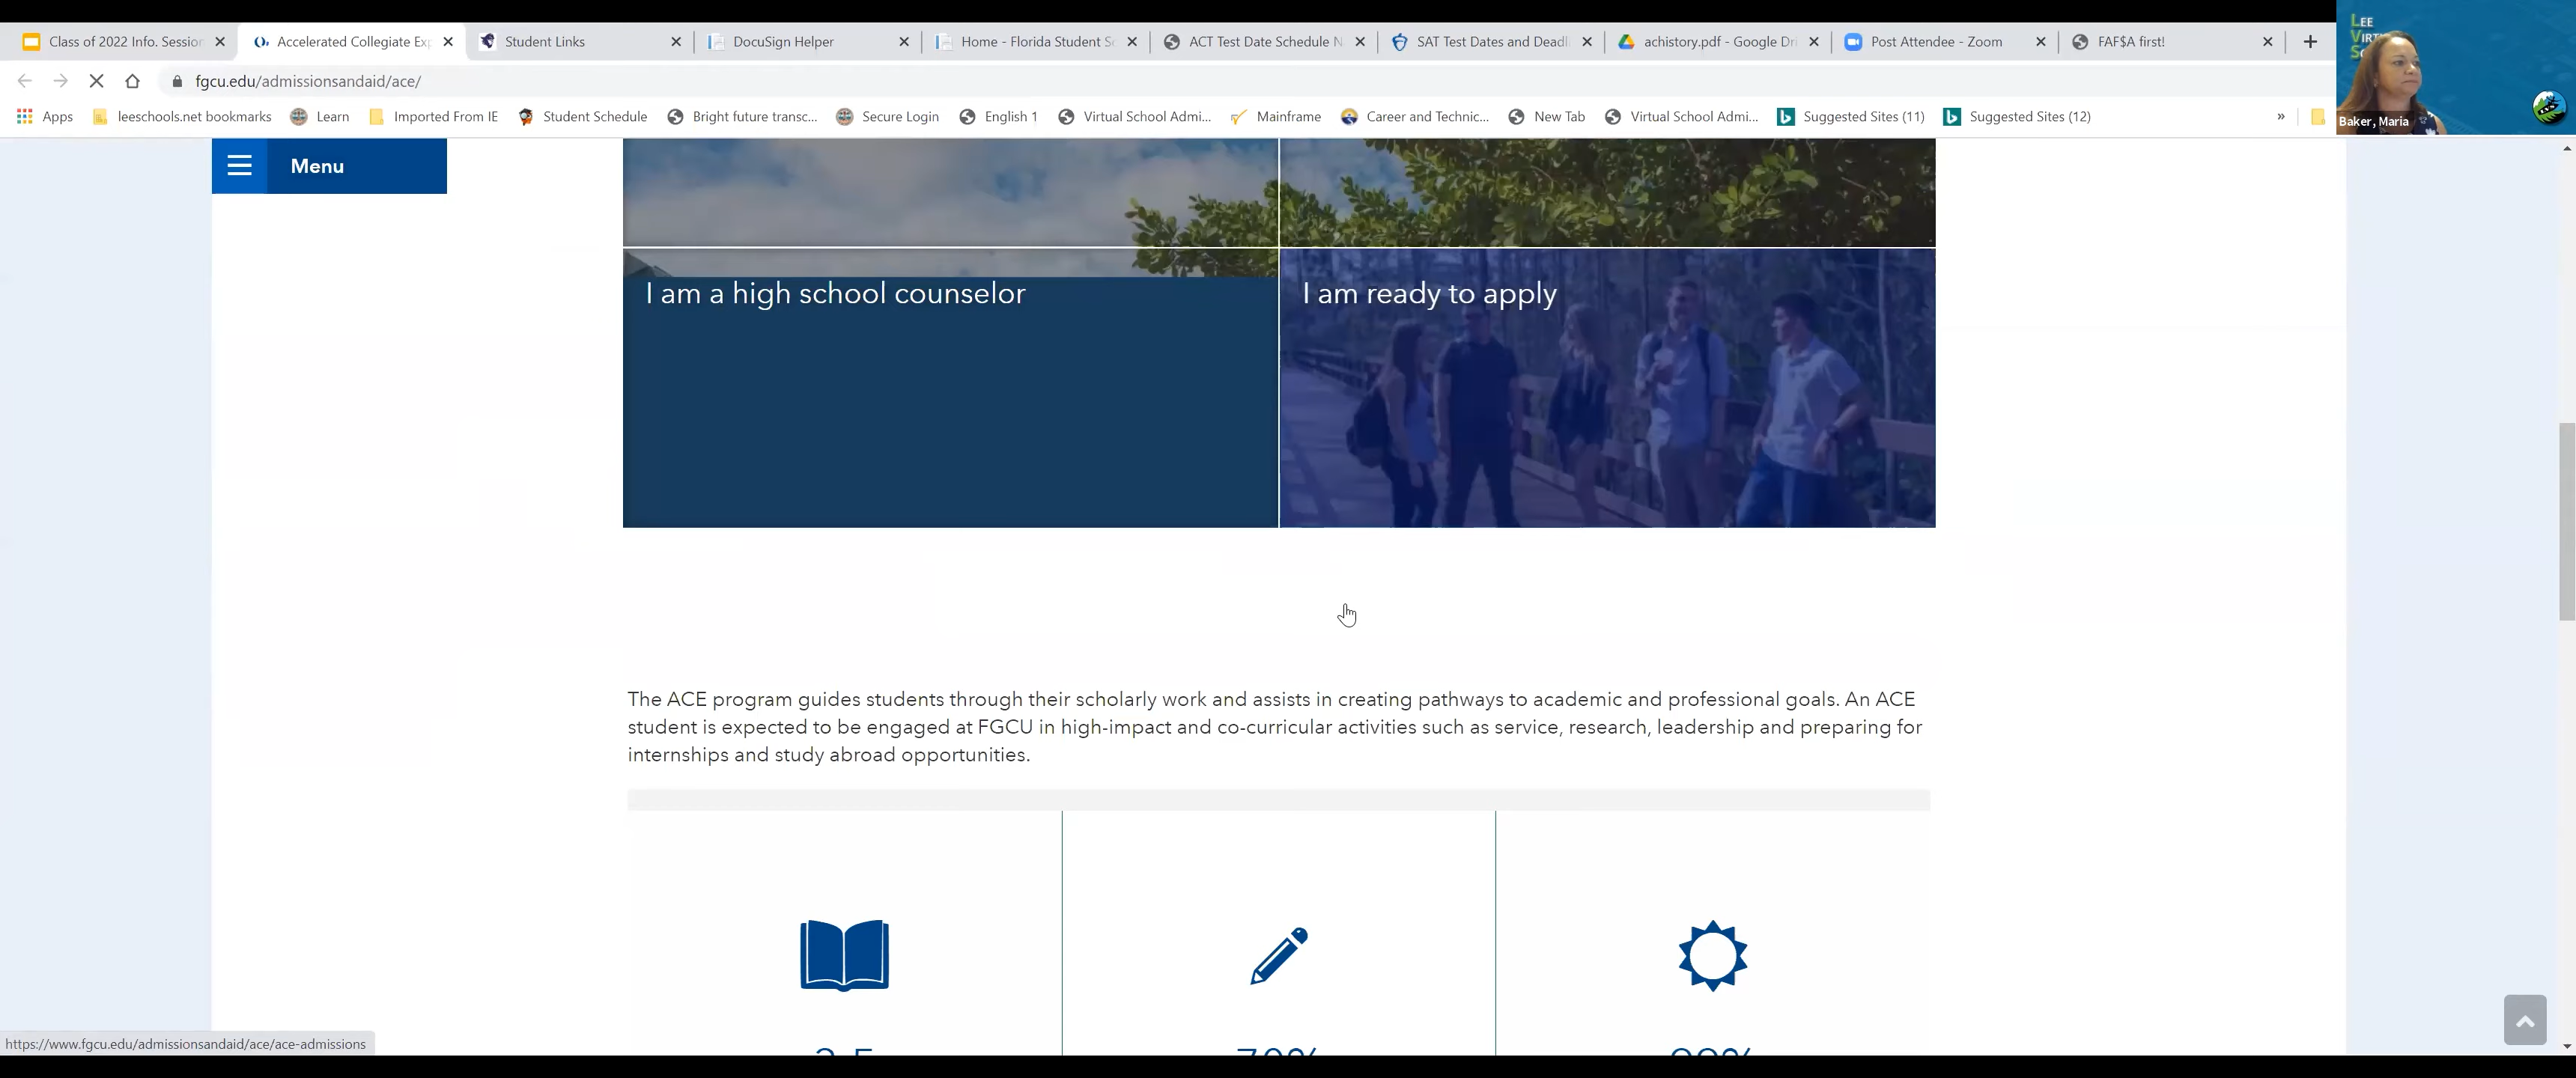 Class of 2022 Info. Session
Accelerated Collegiate Exp
Student Links
DocuSign Helper
Home - Florida Student Sc
ACT Test Date Schedule N
SAT Test Dates and Deadl
achistory.pdf - Google Dri
Post Attendee - Zoom
FAF$A first!
fgcu.edu/admissionsandaid/ace/
Apps
leeschools.net bookmarks
Learn
Imported From IE
Student Schedule
Bright future transc...
Secure Login
English 1
Virtual School Admi...
Mainframe
Career and Technic...
New Tab
Virtual School Admi...
Suggested Sites (11)
Suggested Sites (12)
»
LEE
Baker, Maria
Menu
I am a high school counselor
I am ready to apply
The ACE program guides students through their scholarly work and assists in creating pathways to academic and professional goals. An ACE
student is expected to be engaged at FGCU in high-impact and co-curricular activities such as service, research, leadership and preparing for
internships and study abroad opportunities.
https://www.fgcu.edu/admissionsandaid/ace/ace-admissions